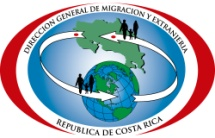 DIRECCION GENERAL DE MIGRACION Y EXTRANJERIA
REPUBLICA DE COSTA RICA